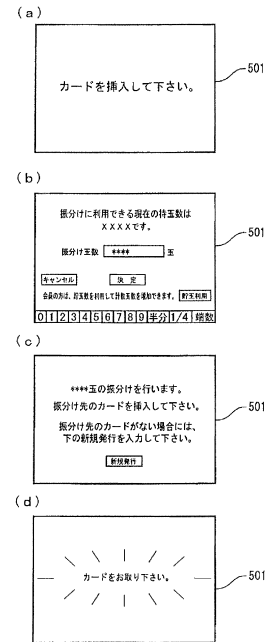 (a)
カードを挿入して下さい。
501
(b)
振分けに利用できる現在の持玉数は
XXXXです。
501
振分け玉数 **** 玉
キャンセル 決 定
会員の方は、貯玉数を利用して計数玉数を増加できます。 貯玉利用
0 1 2 3 4 5 6 7 8 9 半分 1/4 端数
(c)
****玉の振分けを行います。
振分け先のカードを挿入して下さい。
501
振分け先のカードがない場合には、
下の新規発行を入力して下さい。
新規発行
(d)
カードをお取り下さい。
501